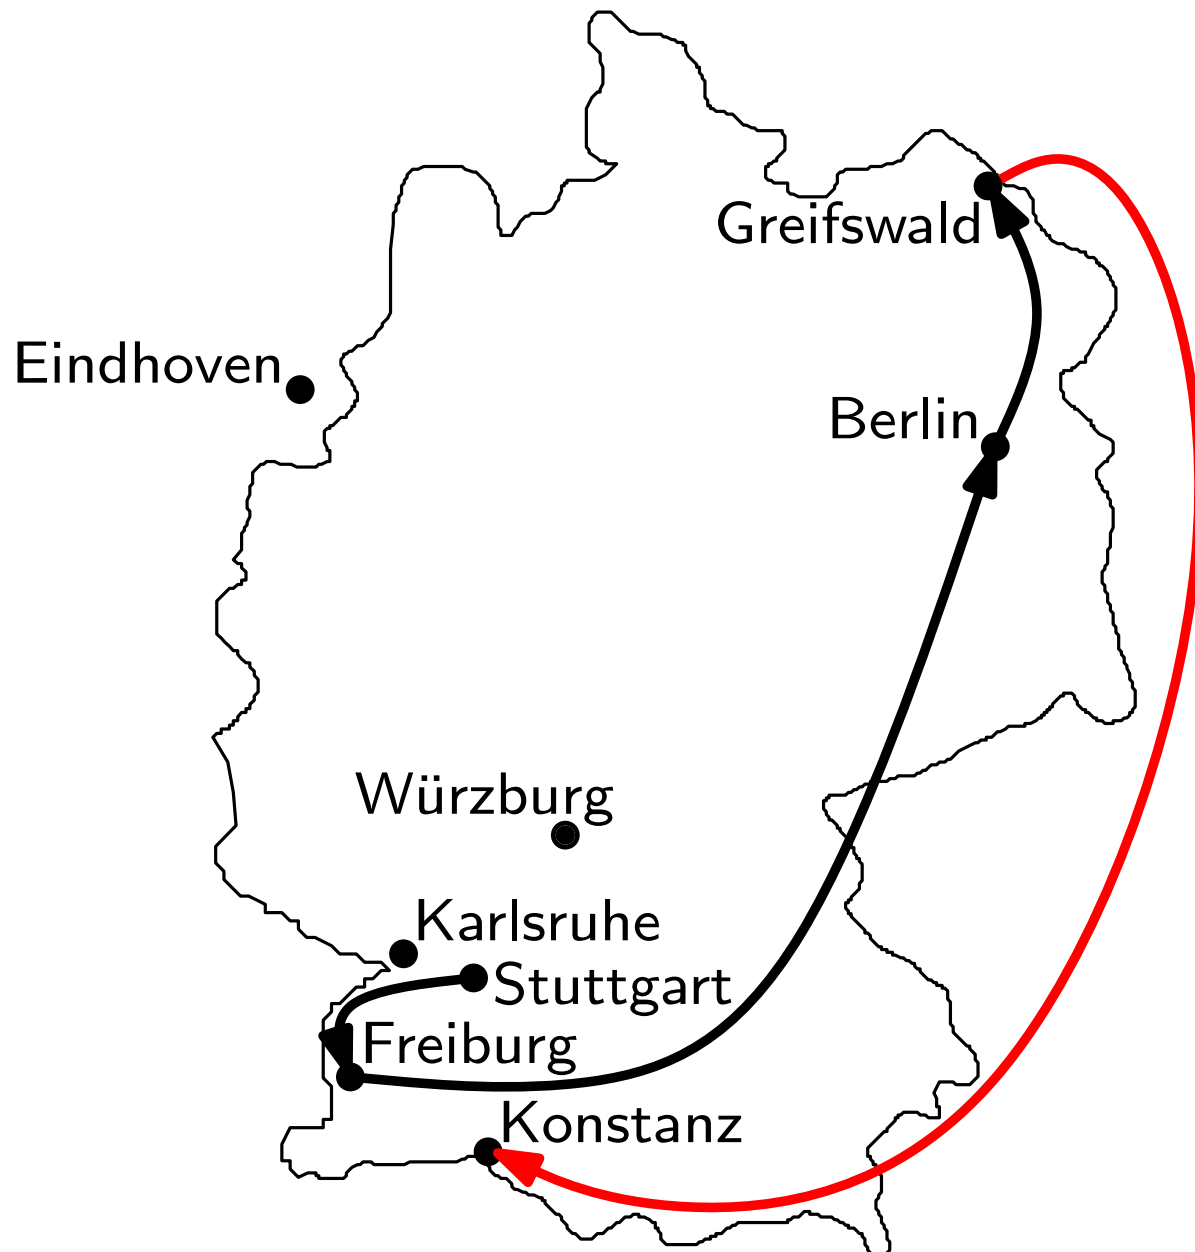 Greifswald
Eindhoven
Berlin
Würzburg
Karlsruhe
Stuttgart
Freiburg
Konstanz